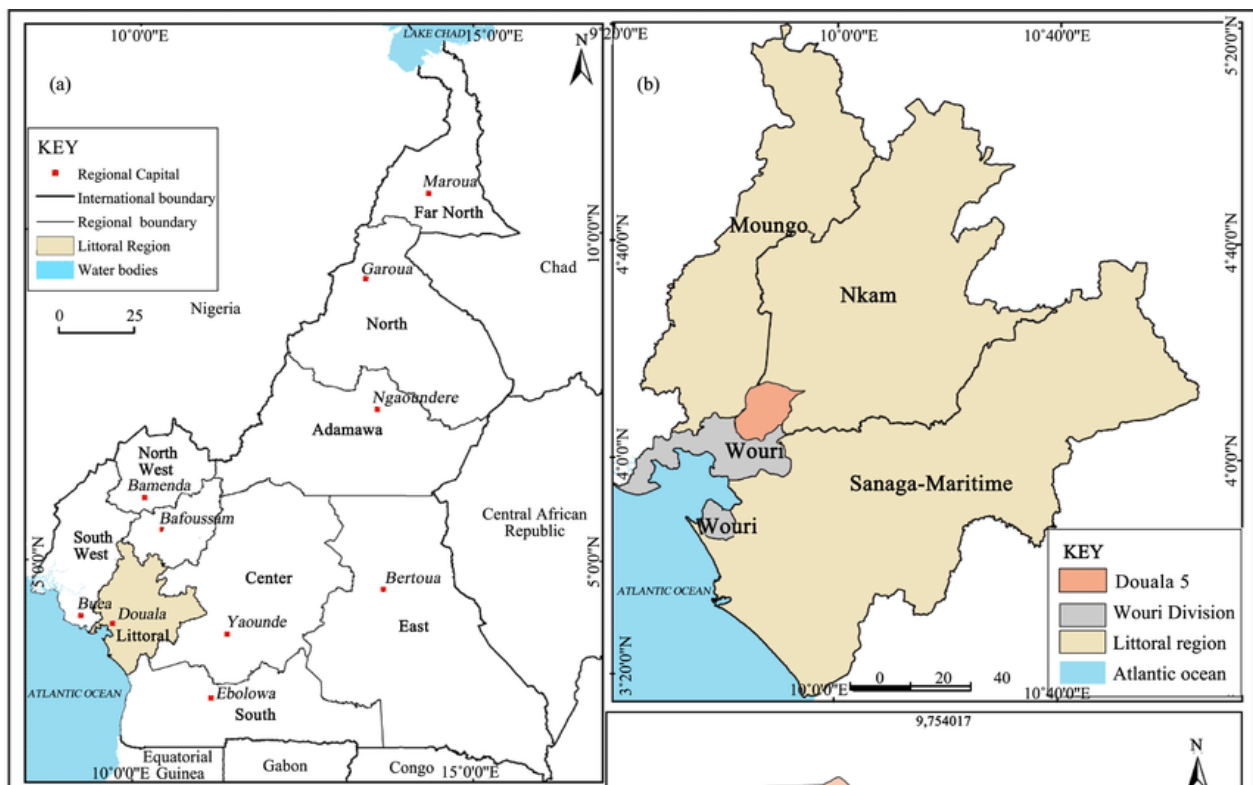 10°0'0"E
15°0'0"E
LAKE CHAD
N
(a)
KEY
Regional Capital
International boundary
Regional boundary
Littoral Region
Water bodies
0 25
Nigeria
Maroua
Far North
10°0'0"N
Chad
Garoua
North
Ngaoundere
Adamawa
North
West
Bamenda
Bafoussam
South
West
Central African
Republic
5°0'0"N
5°0'0"N
Center
Bertoua
East
Buea
Douala
Littoral
Yaounde
ATLANTIC OCEAN
Ebolowa
South
Equatorial
Guinea
Gabon
Congo
10°0'0"E
15°0'0"E
9°20'0"E
10°0'0"E
10°40'0"E
5°20'0"N
(b)
Moungo
4°40'0"N
4°40'0"N
Nkam
Wouri
4°0'0"N
4°0'0"N
Sanaga-Maritime
Wouri
ATLANTIC OCEAN
KEY
Douala 5
Wouri Division
Littoral region
Atlantic ocean
3°20'0"N
10°0'0"E
0 20 40
10°40'0"E
9,754017
N